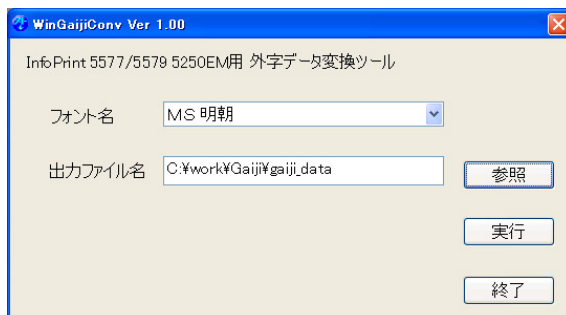 WinGaijiConv Ver 1.00
InfoPrint 5577/5579 5250EM用 外字データ変換ツール
フォント名
MS 明朝
出力ファイル名
C:¥work¥Gaiji¥gaiji_data
参照
実行
終了